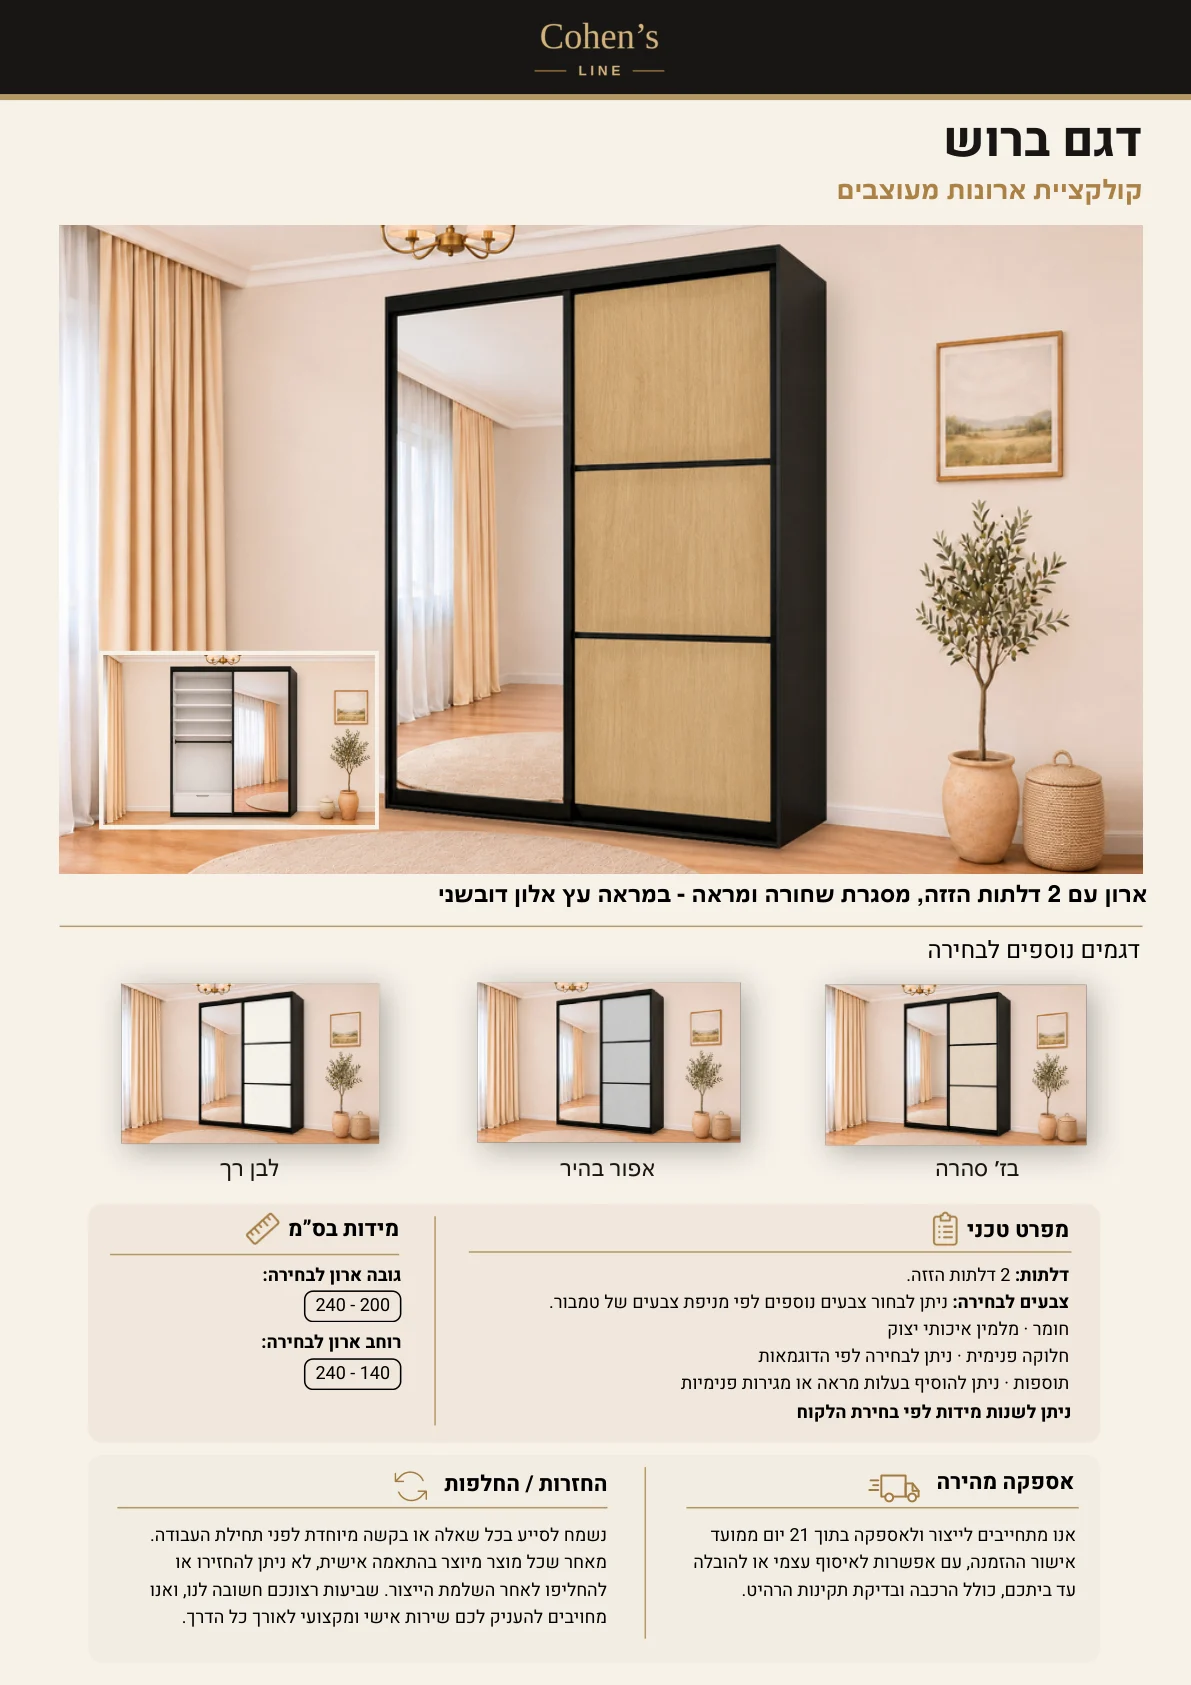 Cohen’s
LINE
דגם ברוש
קולקציית ארונות מעוצבים
ארון עם 2 דלתות הזזה, מסגרת שחורה ומראה - במראה עץ אלון דובשני
דגמים נוספים לבחירה
בז׳ סהרה
אפור בהיר
לבן רך
מפרט טכני
דלתות: 2 דלתות הזזה.
צבעים לבחירה: ניתן לבחור צבעים נוספים לפי מניפת צבעים של טמבור.
חומר · מלמין איכותי יצוק
חלוקה פנימית · ניתן לבחירה לפי הדוגמאות
תוספות · ניתן להוסיף בעלות מראה או מגירות פנימיות
ניתן לשנות מידות לפי בחירת הלקוח
מידות בס״מ
גובה ארון לבחירה:
240 - 200
רוחב ארון לבחירה:
240 - 140
אספקה מהירה
אנו מתחייבים לייצור ולאספקה בתוך 21 יום ממועד
אישור ההזמנה, עם אפשרות לאיסוף עצמי או להובלה
עד ביתכם, כולל הרכבה ובדיקת תקינות הרהיט.
החזרות / החלפות
נשמח לסייע בכל שאלה או בקשה מיוחדת לפני תחילת העבודה.
מאחר שכל מוצר מיוצר בהתאמה אישית, לא ניתן להחזירו או
להחליפו לאחר השלמת הייצור. שביעות רצונכם חשובה לנו, ואנו
מחויבים להעניק לכם שירות אישי ומקצועי לאורך כל הדרך.